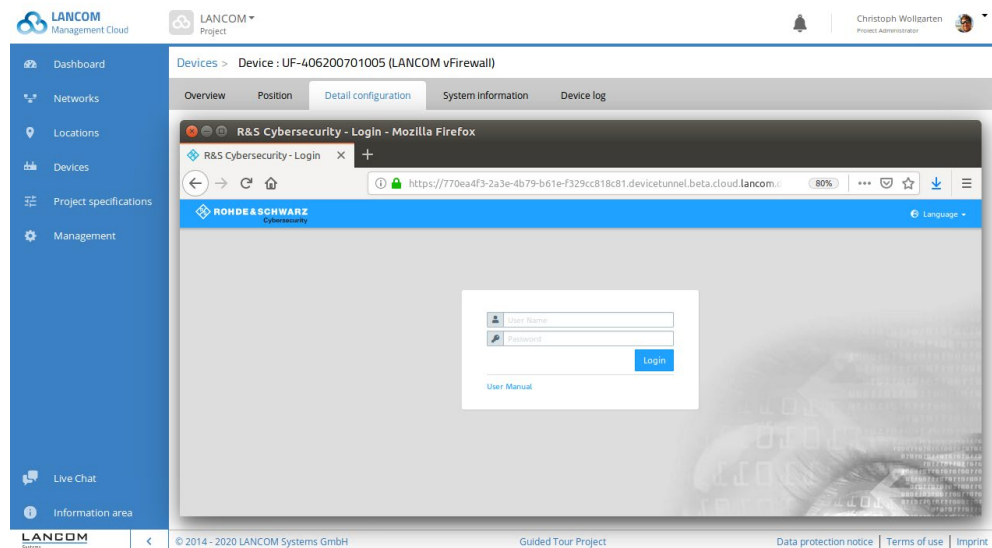 LANCOM
Management Cloud
LANCOM
Project
Christoph Wollgarten
Project Administrator
Dashboard
Networks
Locations
Devices
Project specifications
Management
Live Chat
Information area
LANCOM
Systems
Devices > Device : UF-406200701005 (LANCOM vFirewall)
Overview Position Detail configuration System information Device log
R&S Cybersecurity - Login - Mozilla Firefox
R&S Cybersecurity - Login
https://770ea4f3-2a3e-4b79-b61e-f329cc818c81.devicetunnel.beta.cloud.lancom.
80%
ROHDE&SCHWARZ
Cybersecurity
Language
User Name
Password
Login
User Manual
© 2014 - 2020 LANCOM Systems GmbH Guided Tour Project Data protection notice | Terms of use | Imprint